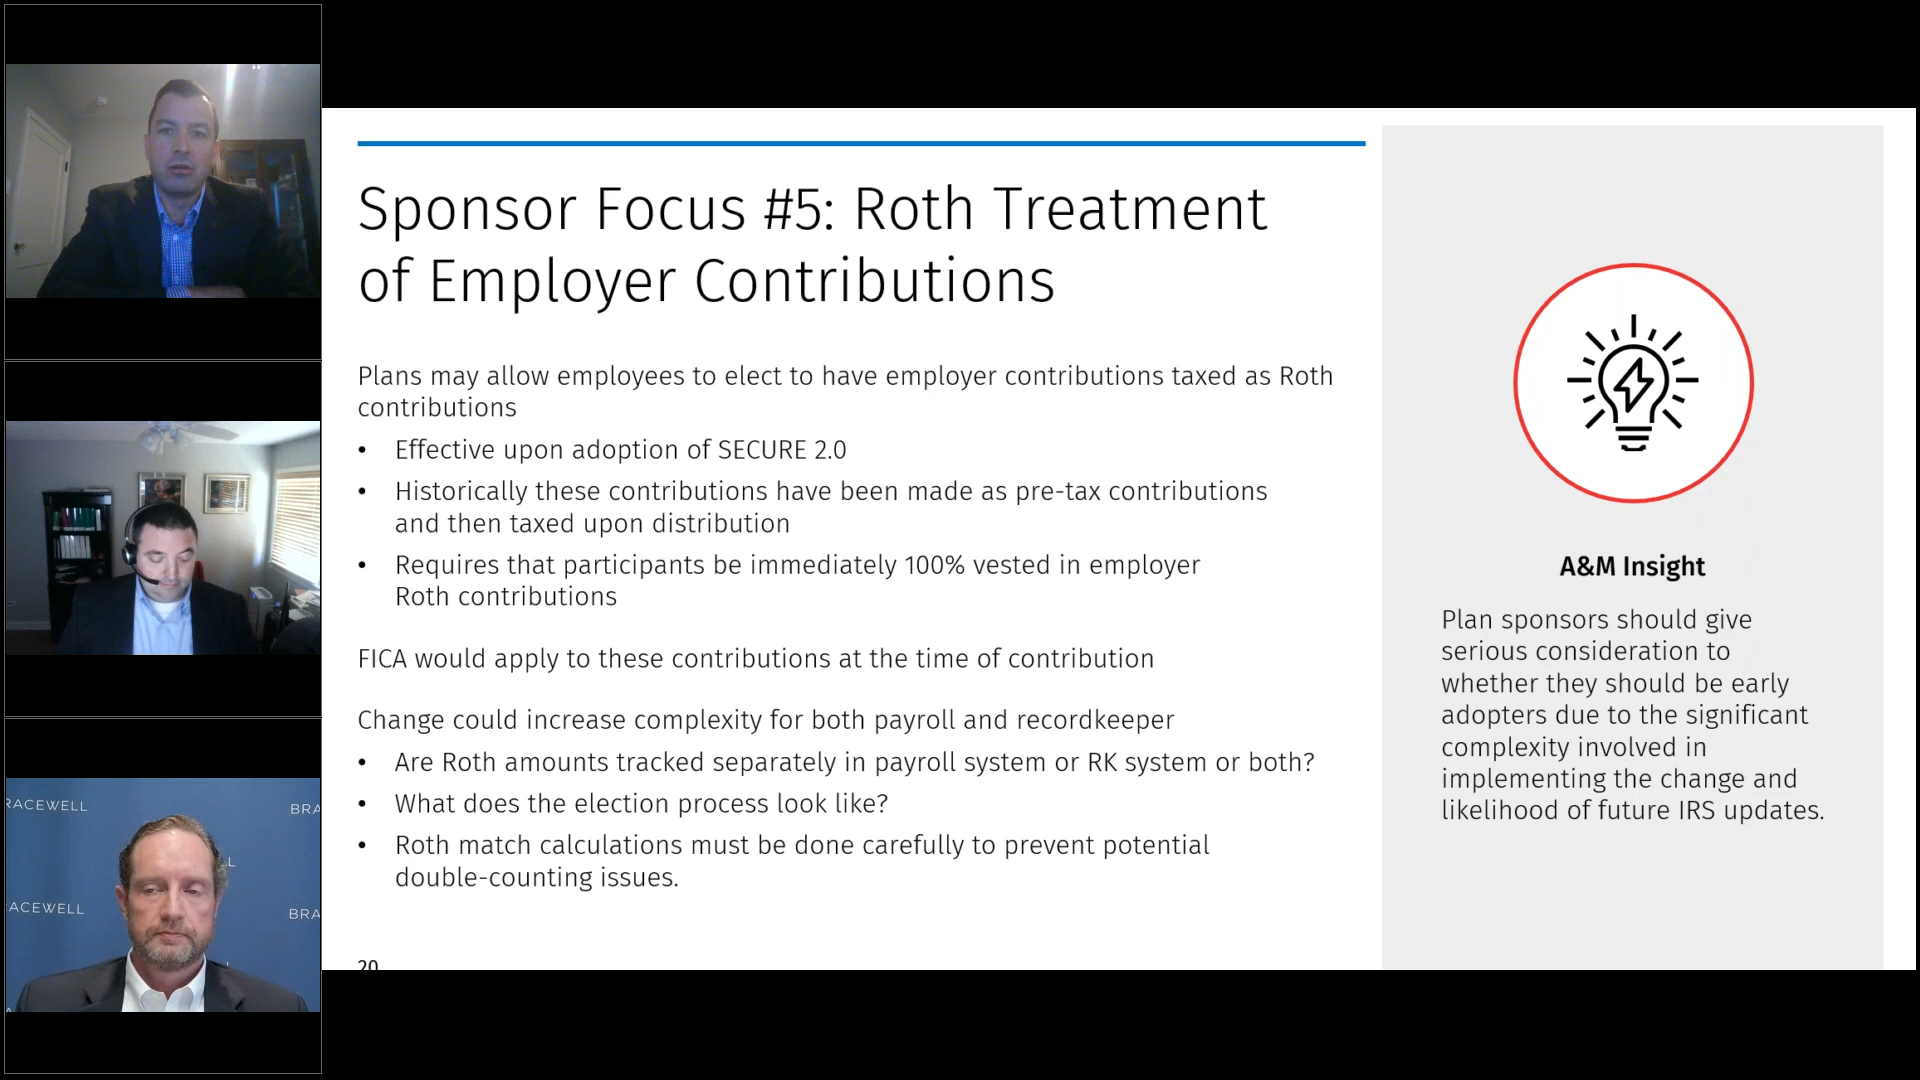 Sponsor Focus #5: Roth Treatment
of Employer Contributions
Plans may allow employees to elect to have employer contributions taxed as Roth
contributions
• Effective upon adoption of SECURE 2.0
• Historically these contributions have been made as pre-tax contributions
and then taxed upon distribution
• Requires that participants be immediately 100% vested in employer
Roth contributions
FICA would apply to these contributions at the time of contribution
Change could increase complexity for both payroll and recordkeeper
• Are Roth amounts tracked separately in payroll system or RK system or both?
• What does the election process look like?
• Roth match calculations must be done carefully to prevent potential
double-counting issues.
20
A&M Insight
Plan sponsors should give
serious consideration to
whether they should be early
adopters due to the significant
complexity involved in
implementing the change and
likelihood of future IRS updates.
RACEWELL
BRA
L
ACEWELL
BRA